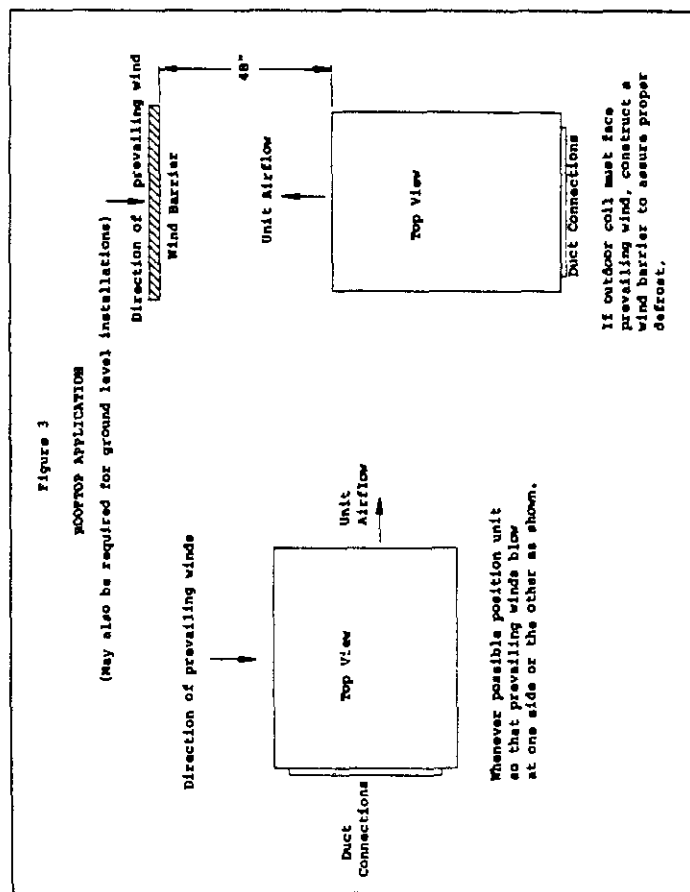 Figure 3
ROOFTOP APPLICATION
(May also be required for ground level installations)
Direction of prevailing winds
Duct
Connections
Top View
Unit
Airflow
Whenever possible position unit
so that prevailing winds blow
at one side or the other as shown.
Direction of prevailing wind
Wind Barrier
48"
Unit Airflow
Top View
Duct Connections
If outdoor coil must face
prevailing wind, construct a
wind barrier to assure proper
defrost.